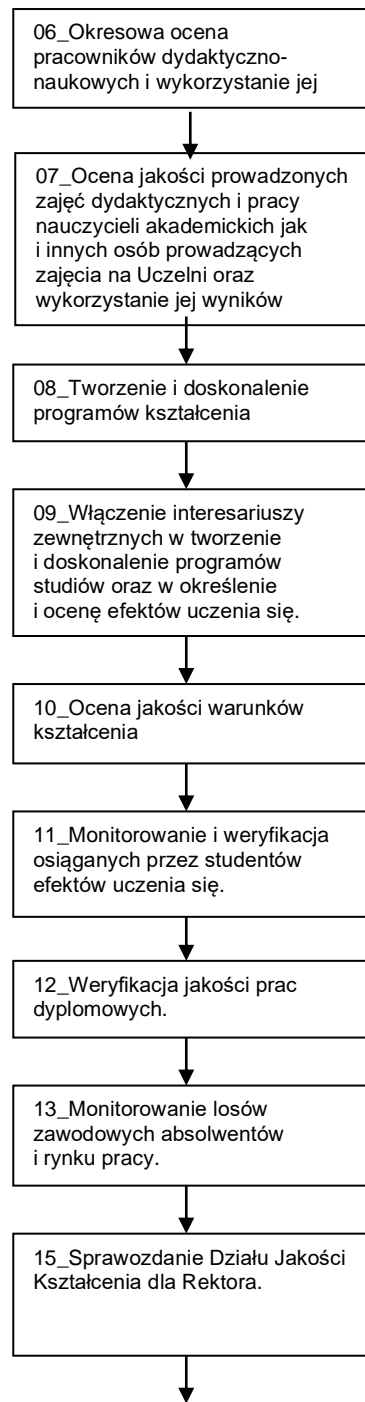 06_Okresowa ocena
pracowników dydaktyczno-
naukowych i wykorzystanie jej
07_Ocena jakości prowadzonych
zajęć dydaktycznych i pracy
nauczycieli akademickich jak
i innych osób prowadzących
zajęcia na Uczelni oraz
wykorzystanie jej wyników
08_Tworzenie i doskonalenie
programów kształcenia
09_Włączenie interesariuszy
zewnętrznych w tworzenie
i doskonalenie programów
studiów oraz w określenie
i ocenę efektów uczenia się.
10_Ocena jakości warunków
kształcenia
11_Monitorowanie i weryfikacja
osiąganych przez studentów
efektów uczenia się.
12_Weryfikacja jakości prac
dyplomowych.
13_Monitorowanie losów
zawodowych absolwentów
i rynku pracy.
15_Sprawozdanie Działu Jakości
Kształcenia dla Rektora.